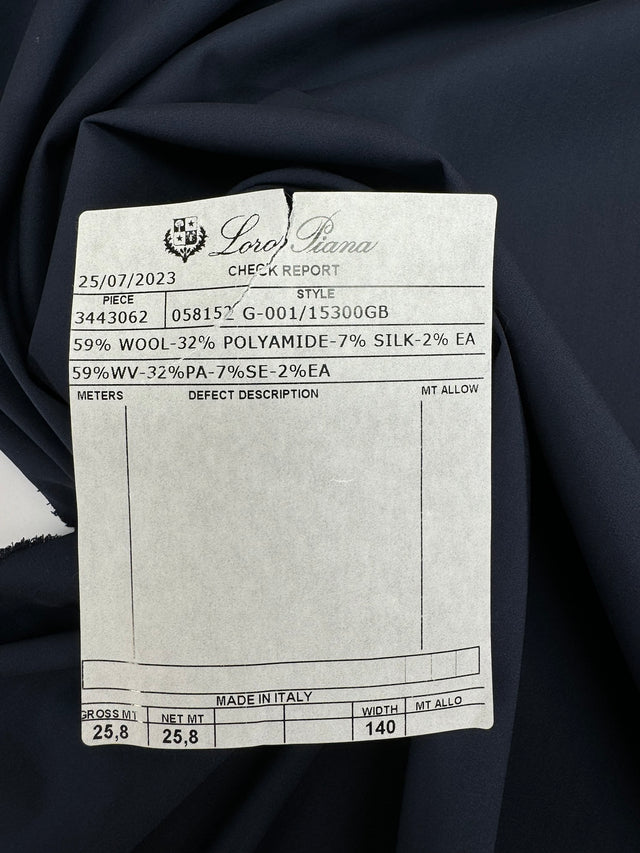 Loro Piana
CHECK REPORT
25/07/2023
PIECE STYLE
3443062 058152 G-001/15300GB
59% WOOL-32% POLYAMIDE-7% SILK-2% EA
59%WV-32%PA-7%SE-2%EA
METERS DEFECT DESCRIPTION MT ALLOW
MADE IN ITALY
GROSS MT NET MT WIDTH MT ALLO
25,8 25,8 140